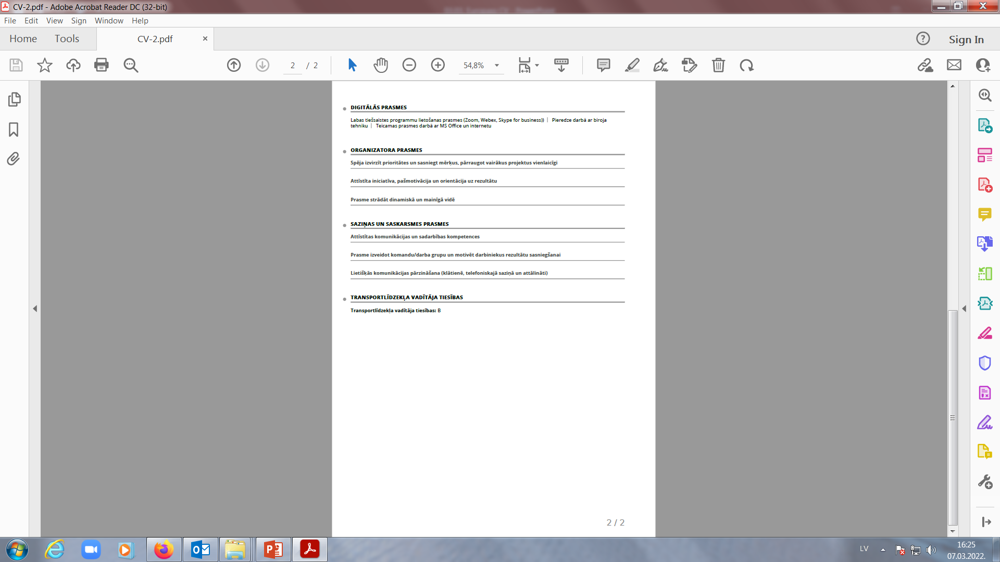 CV-2.pdf - Adobe Acrobat Reader DC (32-bit)
File Edit View Sign Window Help
Home Tools CV-2.pdf × Sign In
2 / 2 54,8%
DIGITĀLĀS PRASMES
Labas tiešsaistes programmu lietošanas prasmes (Zoom, Webex, Skype for business)) | Pieredze darbā ar biroja
tehniku | Teicamas prasmes darbā ar MS Office un internetu
ORGANIZATORA PRASMES
Spēja izvirzīt prioritātes un sasniegt mērķus, pārraugot vairākus projektus vienlaicīgi
Attīstīta iniciatīva, pašmotivācija un orientācija uz rezultātu
Prasme strādāt dinamiskā un mainīgā vidē
SAZIŅAS UN SASKARSMES PRASMES
Attīstītas komunikācijas un sadarbības kompetences
Prasme izveidot komandu/darba grupu un motivēt darbiniekus rezultātu sasniegšanai
Lietišķās komunikācijas pārzināšana (klātienē, telefoniskajā saziņā un attālināti)
TRANSPORTLĪDZEKĻA VADĪTĀJA TIESĪBAS
Transportlīdzekļa vadītāja tiesības: B
2 / 2
LV 16:25
07.03.2022.